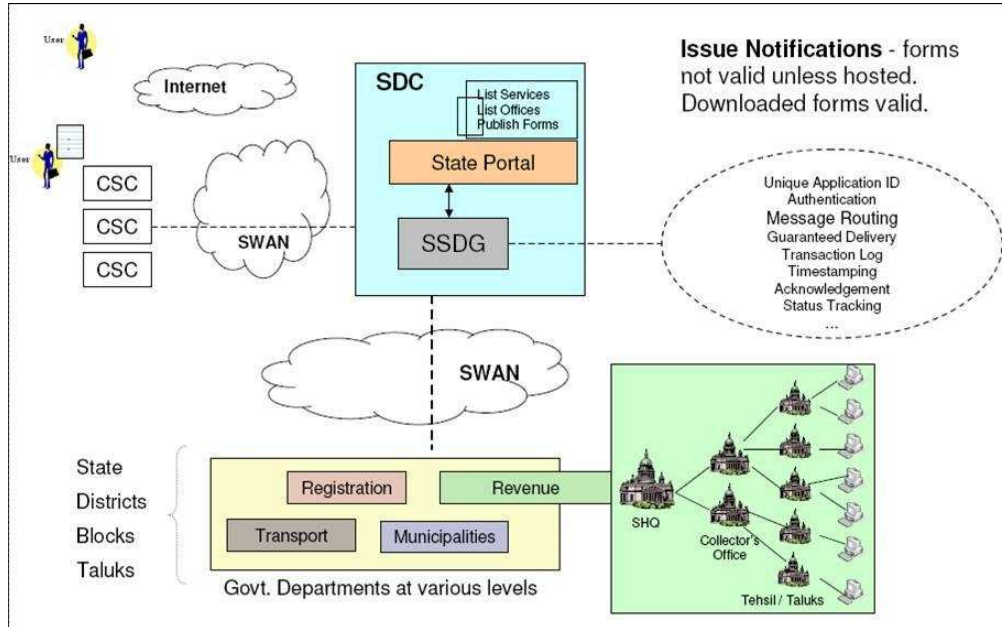 User
Internet
User
CSC
CSC
CSC
SWAN
SDC
List Services
List Offices
Publish Forms
State Portal
SSDG
Issue Notifications - forms
not valid unless hosted.
Downloaded forms valid.
Unique Application ID
Authentication
Message Routing
Guaranteed Delivery
Transaction Log
Timestamping
Acknowledgement
Status Tracking
...
SWAN
State
Districts
Blocks
Taluks
Registration
Revenue
Transport
Municipalities
Govt. Departments at various levels
SHQ
Collector's
Office
Tehsil / Taluks